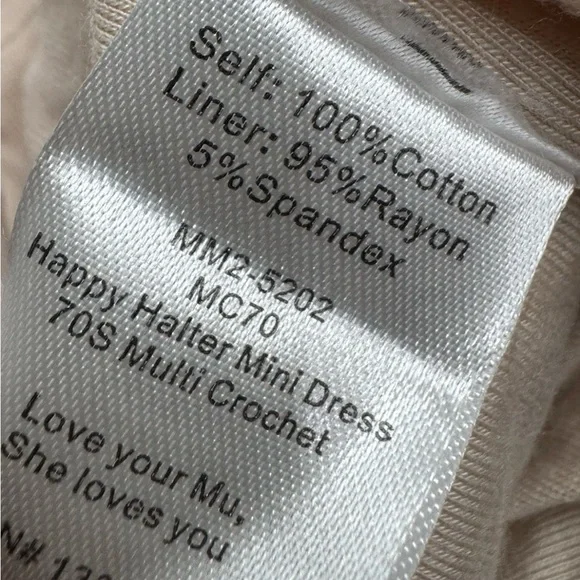 Self: 100%Cotton
Liner: 95%Rayon
5%Spandex
MM2-5202
MC70
Happy Halter Mini Dress
70S Multi Crochet
Love your Mu,
She loves you